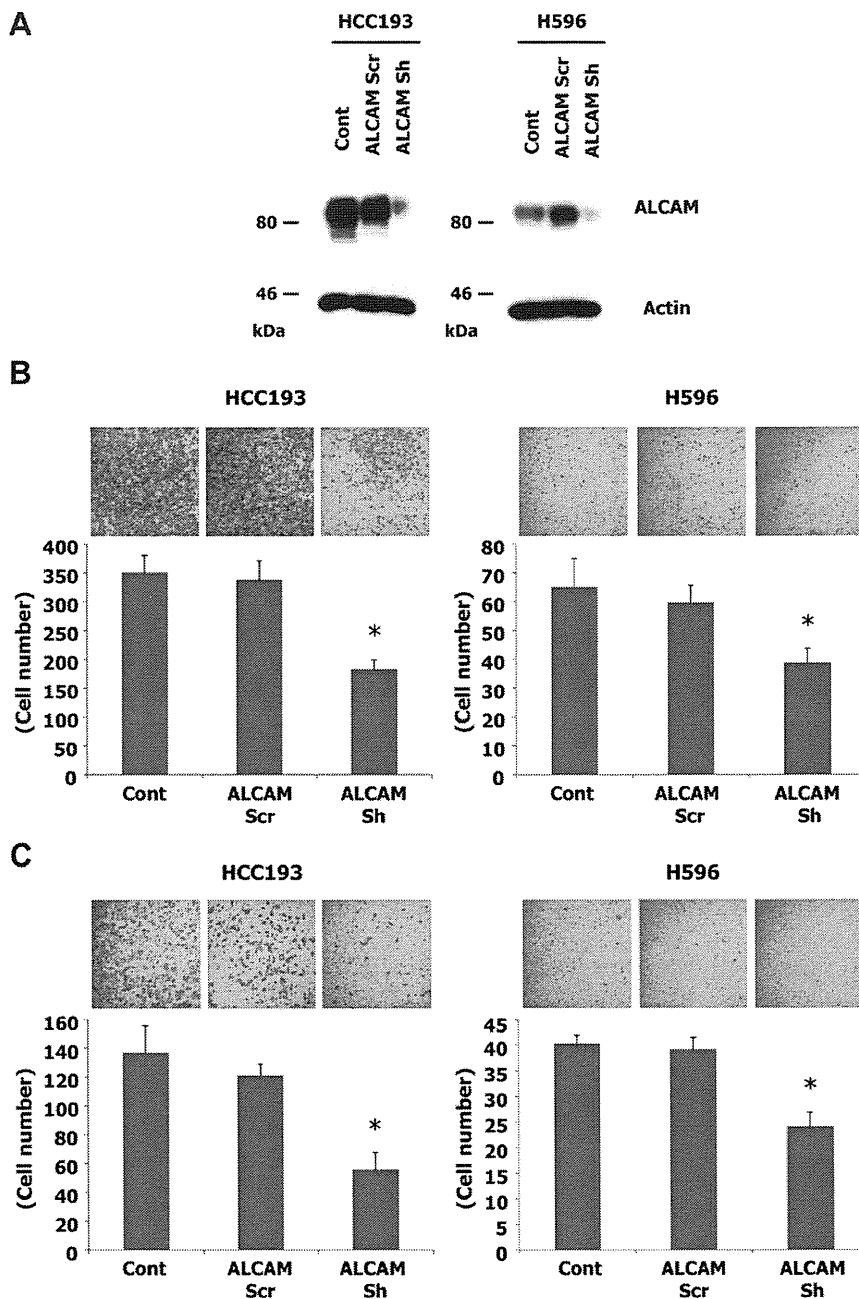 A
HCC193
H596
Cont
ALCAM Scr
ALCAM Sh
Cont
ALCAM Scr
ALCAM Sh
80
80
ALCAM
46
46
Actin
kDa
kDa
B
HCC193
H596
400
350
300
250
200
150
100
50
0
(Cell number)
*
Cont
ALCAM
Scr
ALCAM
Sh
80
70
60
50
40
30
20
10
0
(Cell number)
*
Cont
ALCAM
Scr
ALCAM
Sh
C
HCC193
H596
160
140
120
100
80
60
40
20
0
(Cell number)
*
Cont
ALCAM
Scr
ALCAM
Sh
45
40
35
30
25
20
15
10
5
0
(Cell number)
*
Cont
ALCAM
Scr
ALCAM
Sh